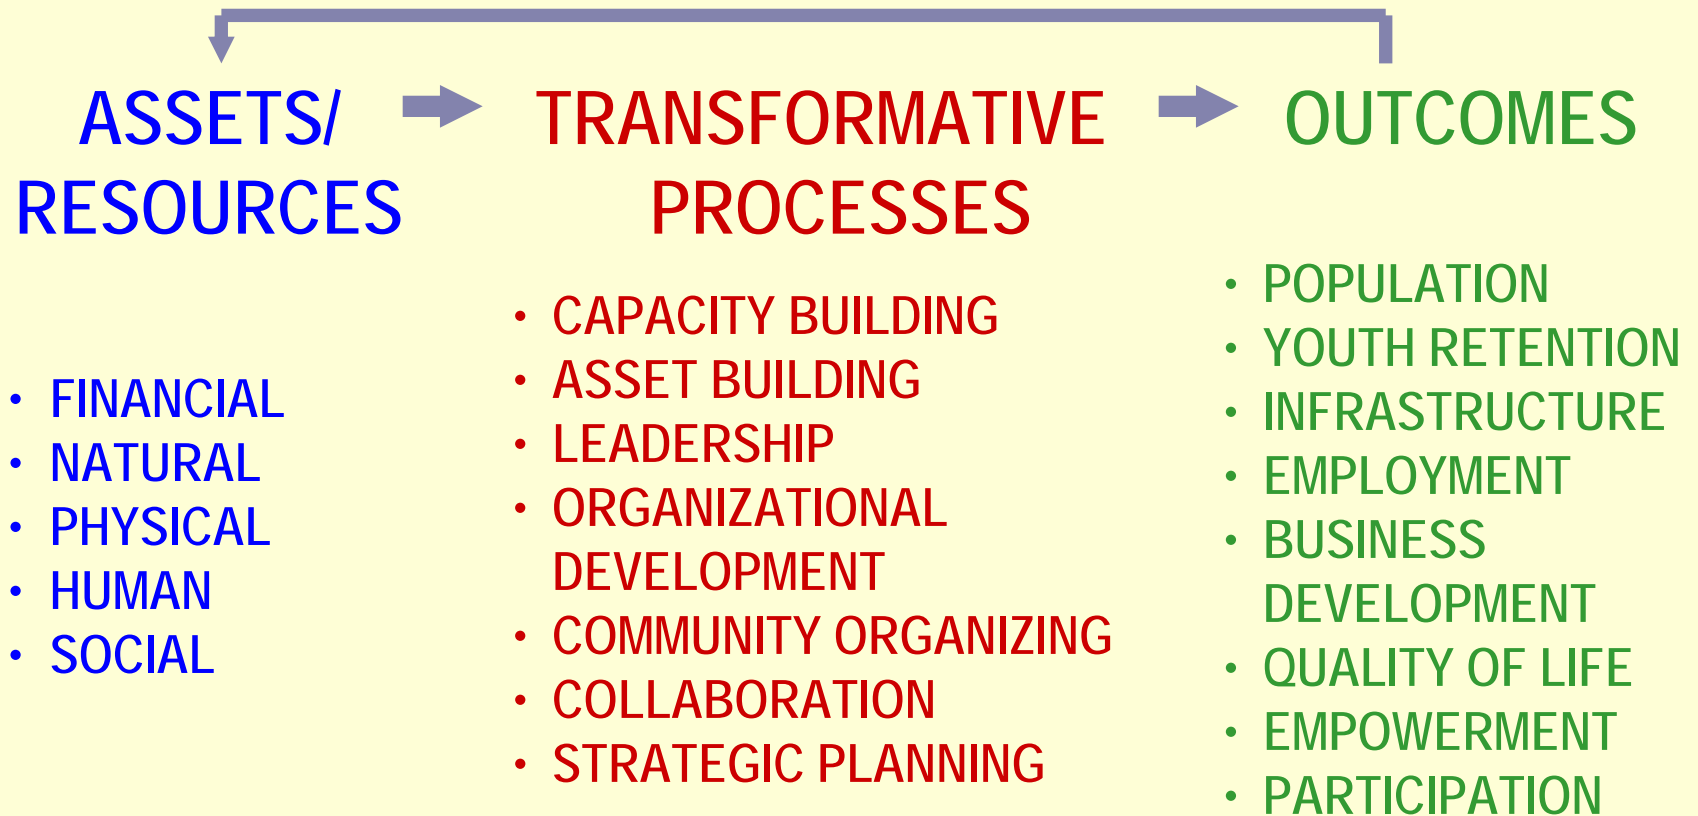 ASSETS/
RESOURCES
• FINANCIAL
• NATURAL
• PHYSICAL
• HUMAN
• SOCIAL
TRANSFORMATIVE
PROCESSES
• CAPACITY BUILDING
• ASSET BUILDING
• LEADERSHIP
• ORGANIZATIONAL
DEVELOPMENT
• COMMUNITY ORGANIZING
• COLLABORATION
• STRATEGIC PLANNING
OUTCOMES
• POPULATION
• YOUTH RETENTION
• INFRASTRUCTURE
• EMPLOYMENT
• BUSINESS
DEVELOPMENT
• QUALITY OF LIFE
• EMPOWERMENT
• PARTICIPATION